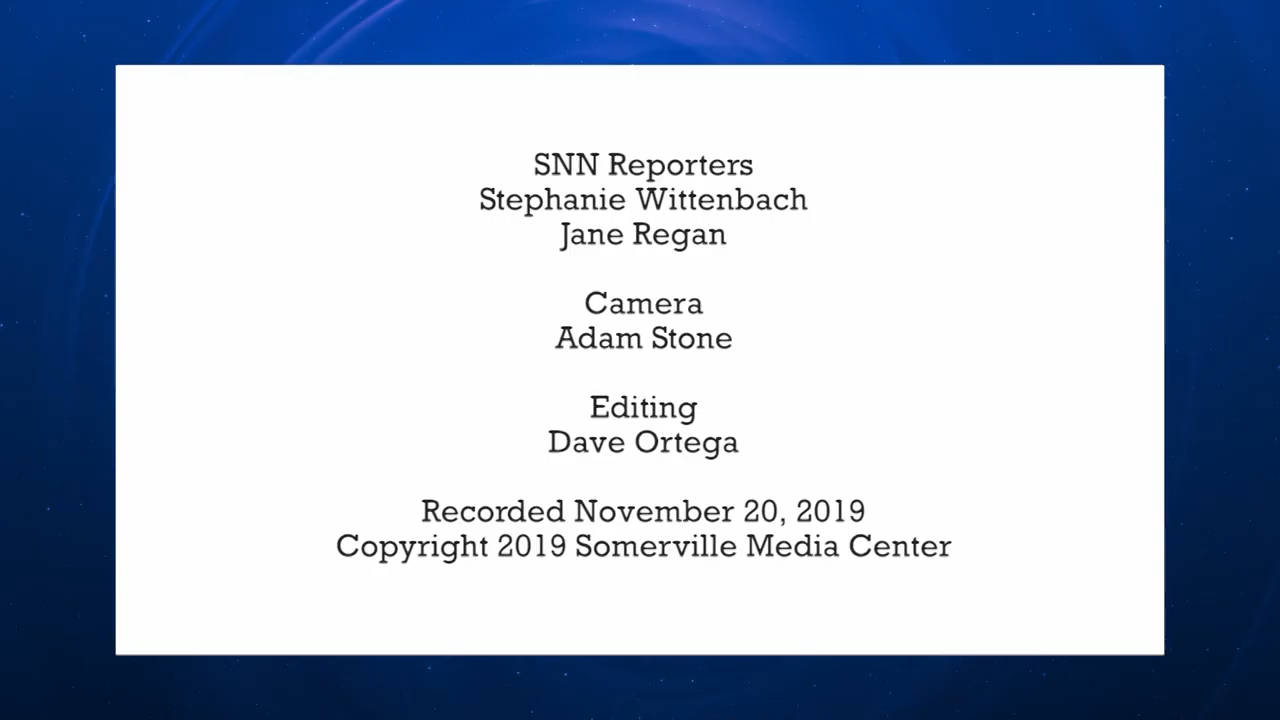 SNN Reporters
Stephanie Wittenbach
Jane Regan
Camera
Adam Stone
Editing
Dave Ortega
Recorded November 20, 2019
Copyright 2019 Somerville Media Center